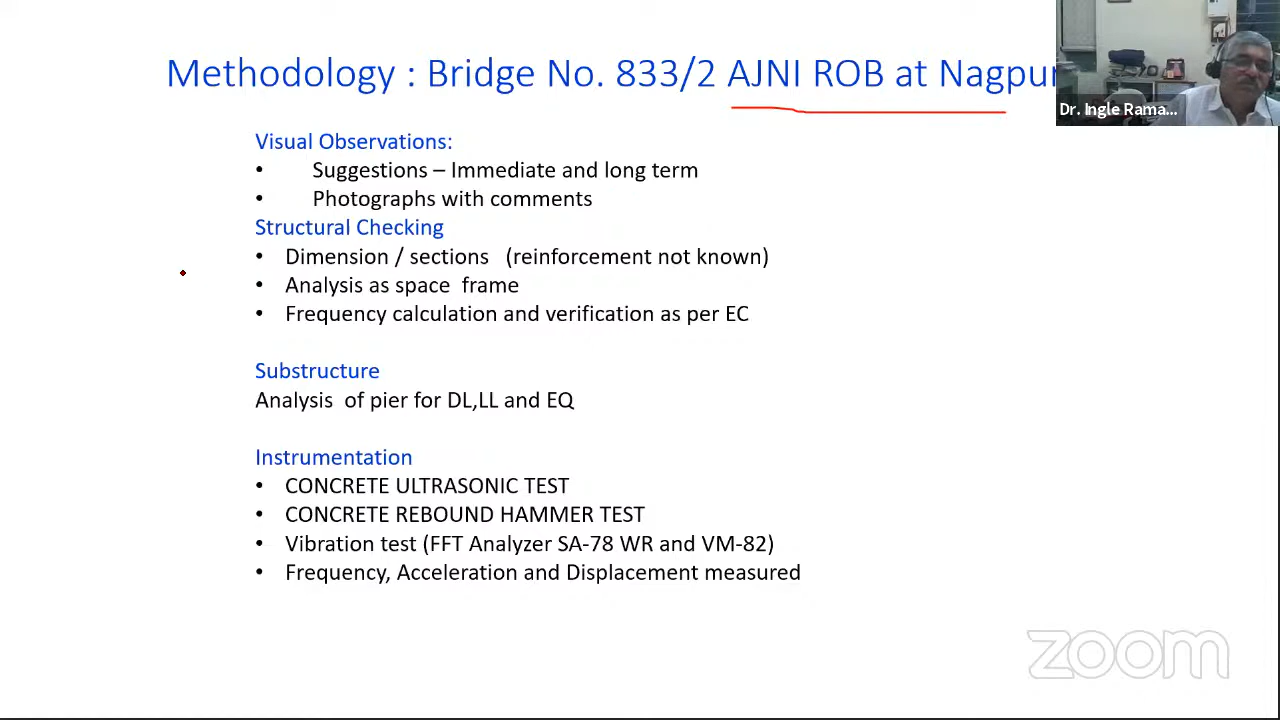 Methodology : Bridge No. 833/2 AJNI ROB at Nagpur
Dr. Ingle Rama...
Visual Observations:
• Suggestions – Immediate and long term
• Photographs with comments
Structural Checking
• Dimension / sections (reinforcement not known)
• Analysis as space frame
• Frequency calculation and verification as per EC
Substructure
Analysis of pier for DL,LL and EQ
Instrumentation
• CONCRETE ULTRASONIC TEST
• CONCRETE REBOUND HAMMER TEST
• Vibration test (FFT Analyzer SA-78 WR and VM-82)
• Frequency, Acceleration and Displacement measured
zoom